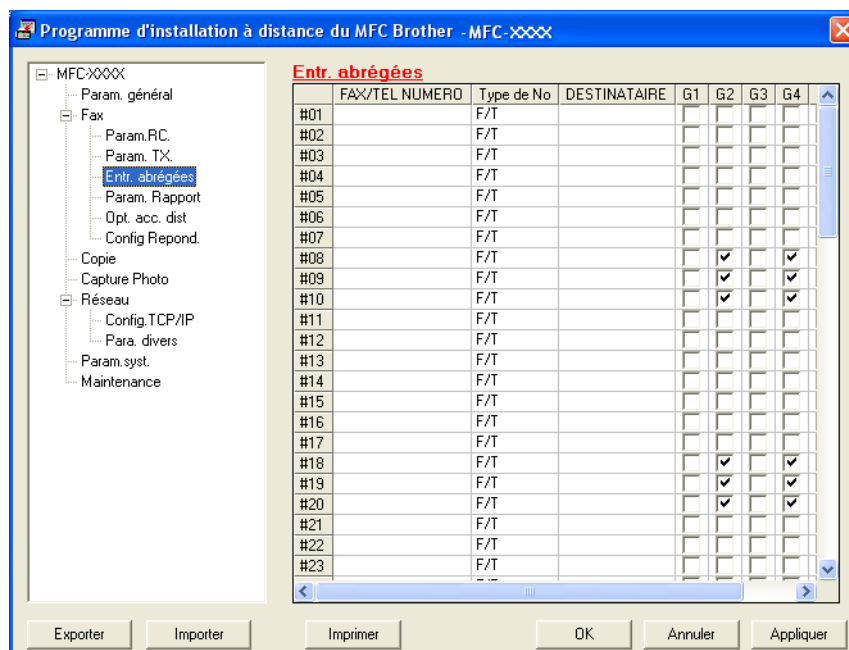 Programme d'installation à distance du MFC Brother - MFC-XXXX
MFC-XXXX
Param. général
Fax
Param.RC.
Param. TX.
Entr. abrégées
Param. Rapport
Opt. acc. dist
Config Repond.
Copie
Capture Photo
Réseau
Config.TCP/IP
Para. divers
Param.syst.
Maintenance
Entr. abrégées
FAX/TEL NUMERO Type de No DESTINATAIRE G1 G2 G3 G4
#01 F/T
#02 F/T
#03 F/T
#04 F/T
#05 F/T
#06 F/T
#07 F/T
#08 F/T
#09 F/T
#10 F/T
#11 F/T
#12 F/T
#13 F/T
#14 F/T
#15 F/T
#16 F/T
#17 F/T
#18 F/T
#19 F/T
#20 F/T
#21 F/T
#22 F/T
#23 F/T
Exporter Importer Imprimer OK Annuler Appliquer